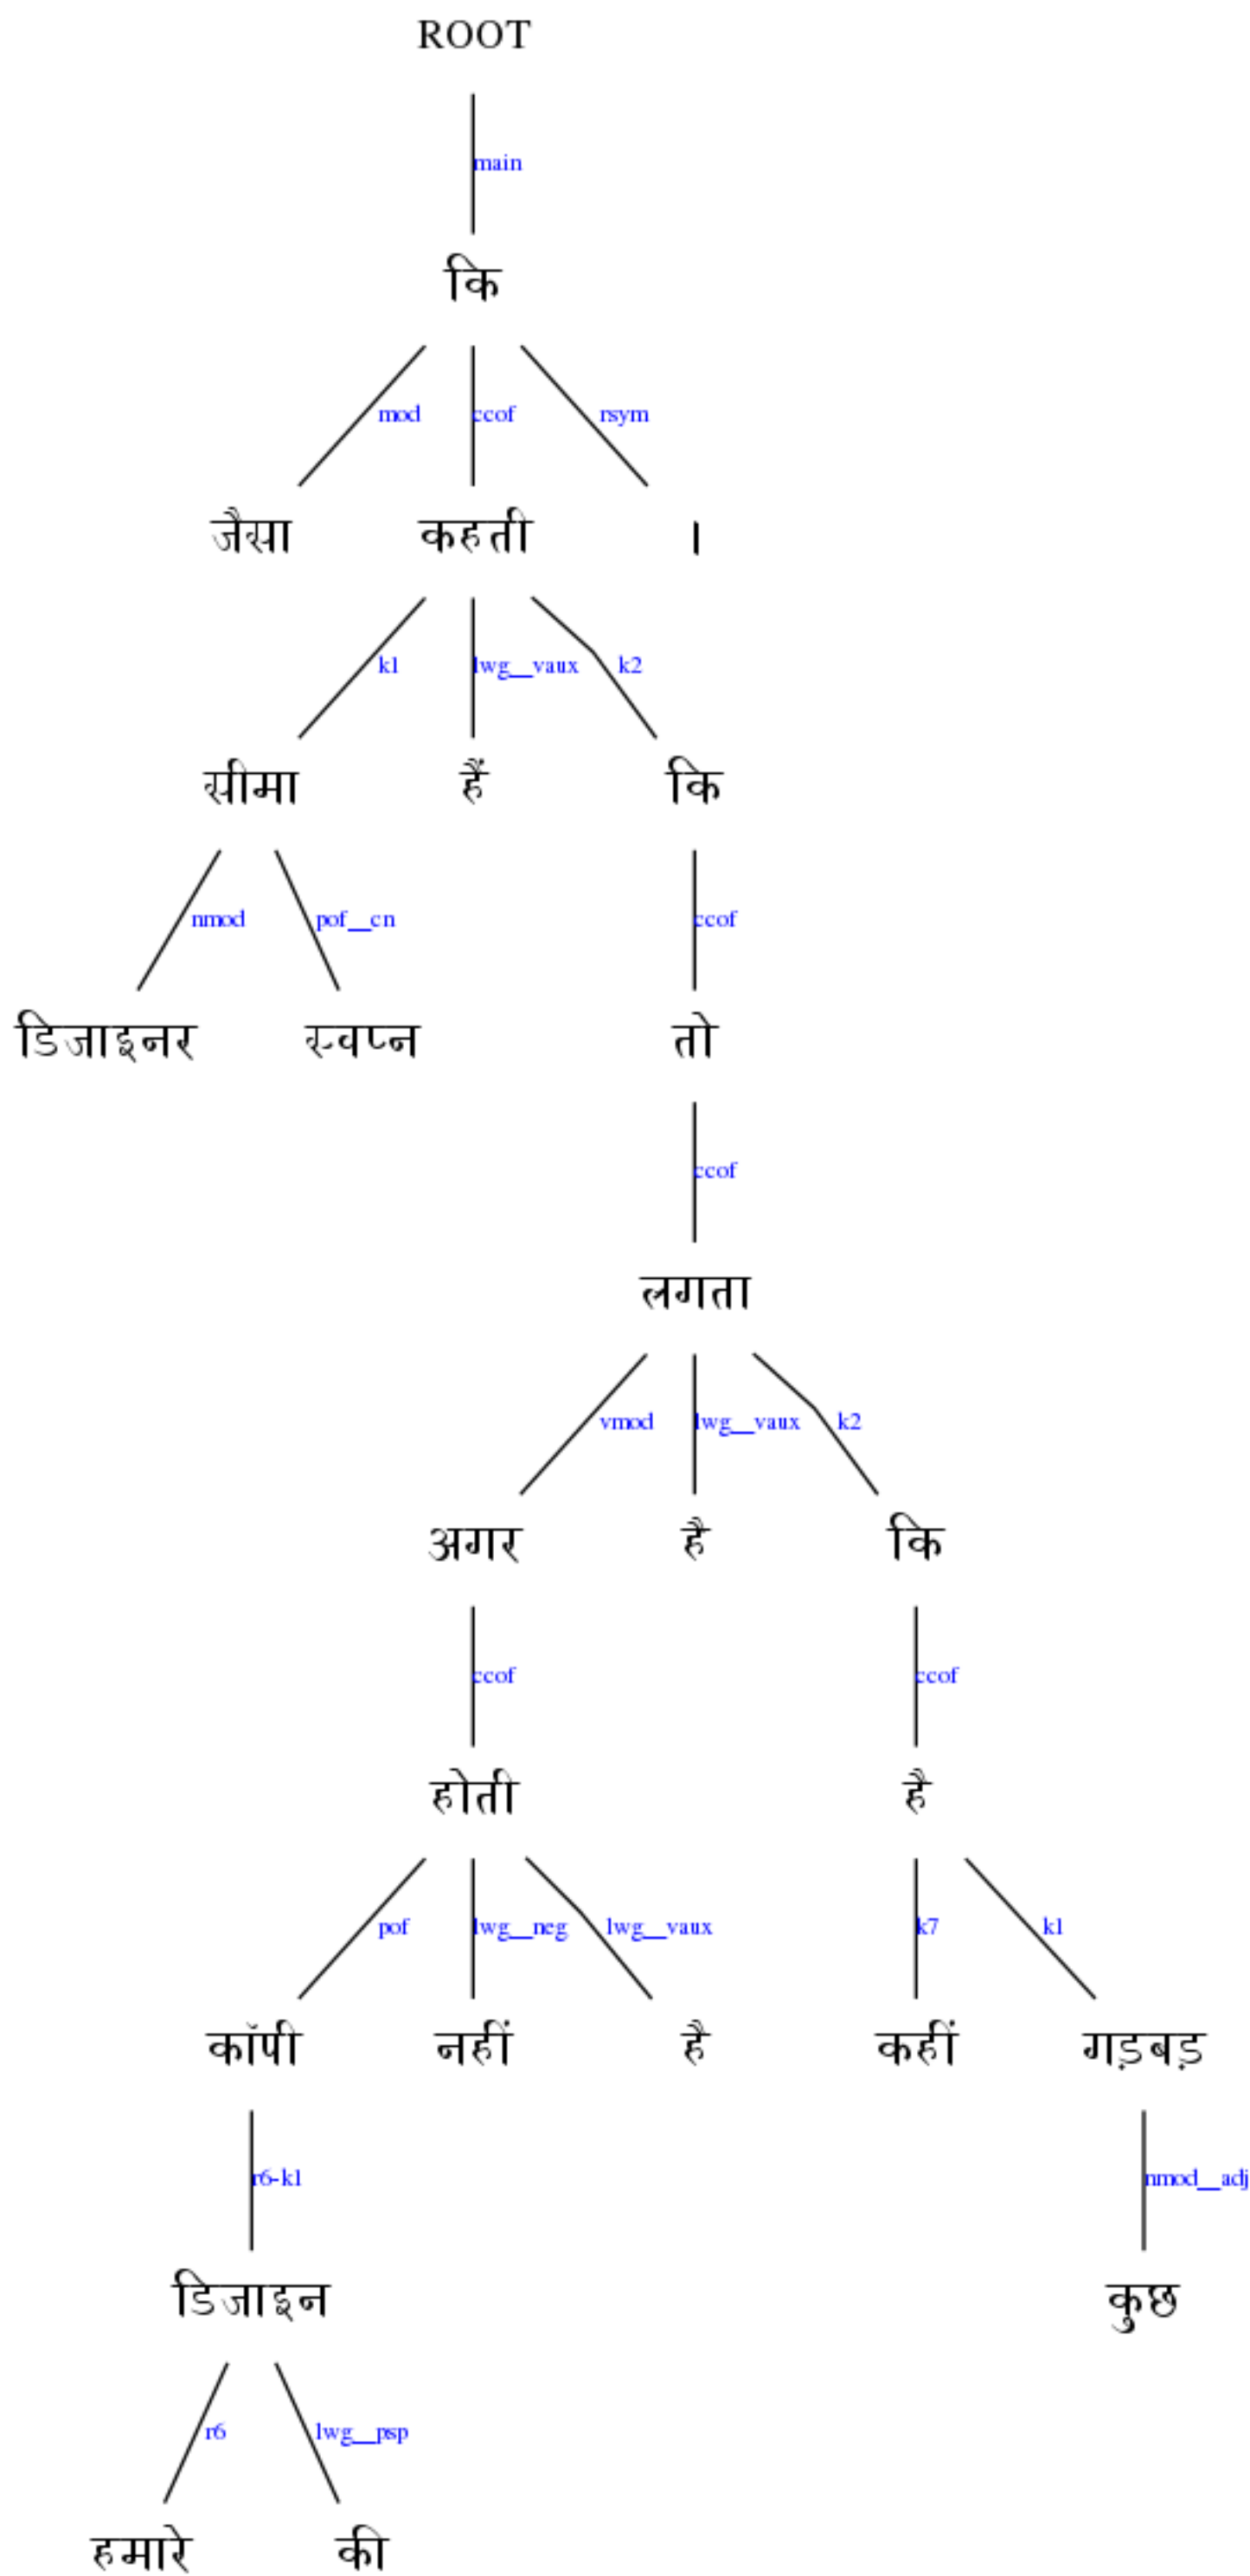 ROOT
main
कि
mod ccof rsym
जैसा कहती ।
k1 lwg__vaux k2
सीमा हैं कि
nmod pof__cn ccof
डिजाइनर स्वप्न तो
ccof
लगता
vmod lwg__vaux k2
अगर है कि
ccof ccof
होती है
pof lwg__neg lwg__vaux k7 k1
कॉपी नहीं है कहीं गड़बड़
r6-k1 nmod__adj
डिजाइन कुछ
r6 lwg__psp
हमारे की